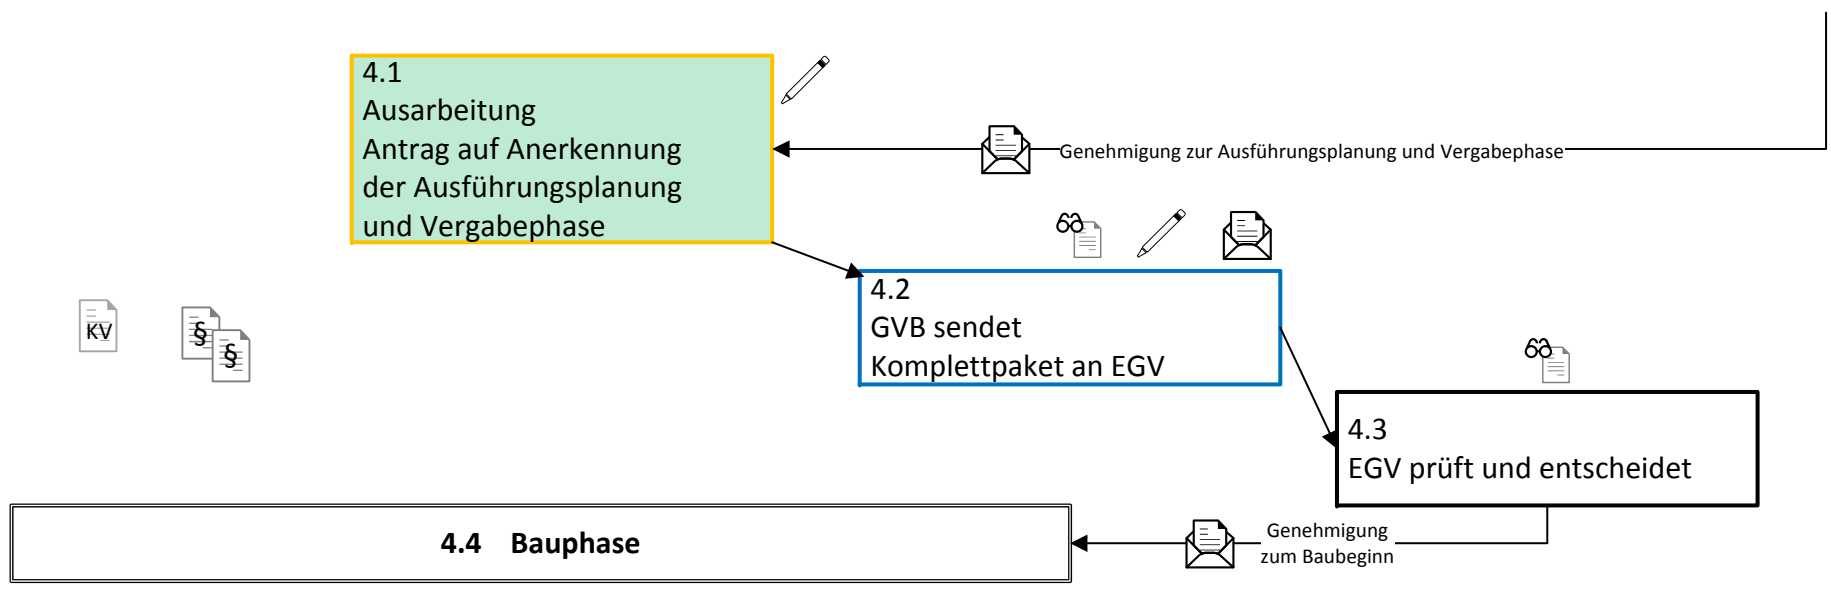 4.1
Ausarbeitung
Antrag auf Anerkennung
der Ausführungsplanung
und Vergabephase
Genehmigung zur Ausführungsplanung und Vergabephase
4.2
GVB sendet
Komplettpaket an EGV
KV
§
§
4.3
EGV prüft und entscheidet
4.4 Bauphase
Genehmigung
zum Baubeginn